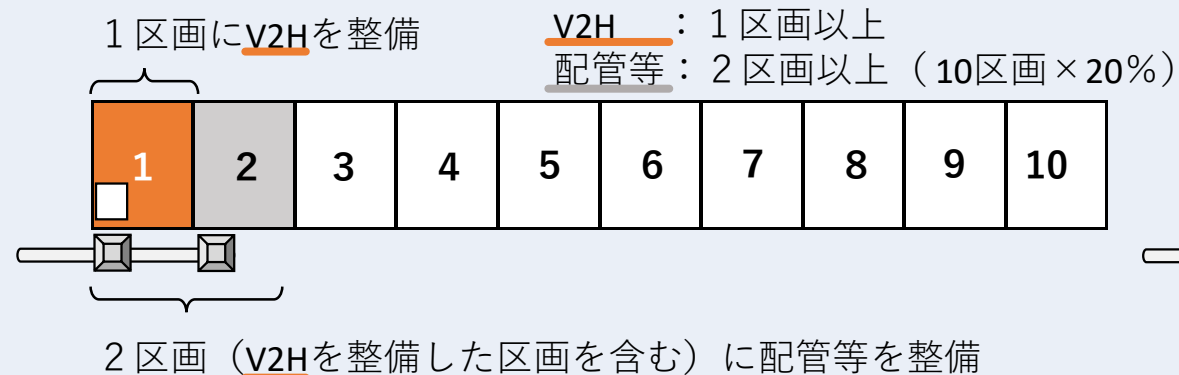 １区画にV2Hを整備
V2H ：１区画以上
配管等：２区画以上（10区画×20％）
1 2 3 4 5 6 7 8 9 10
２区画（V2Hを整備した区画を含む）に配管等を整備